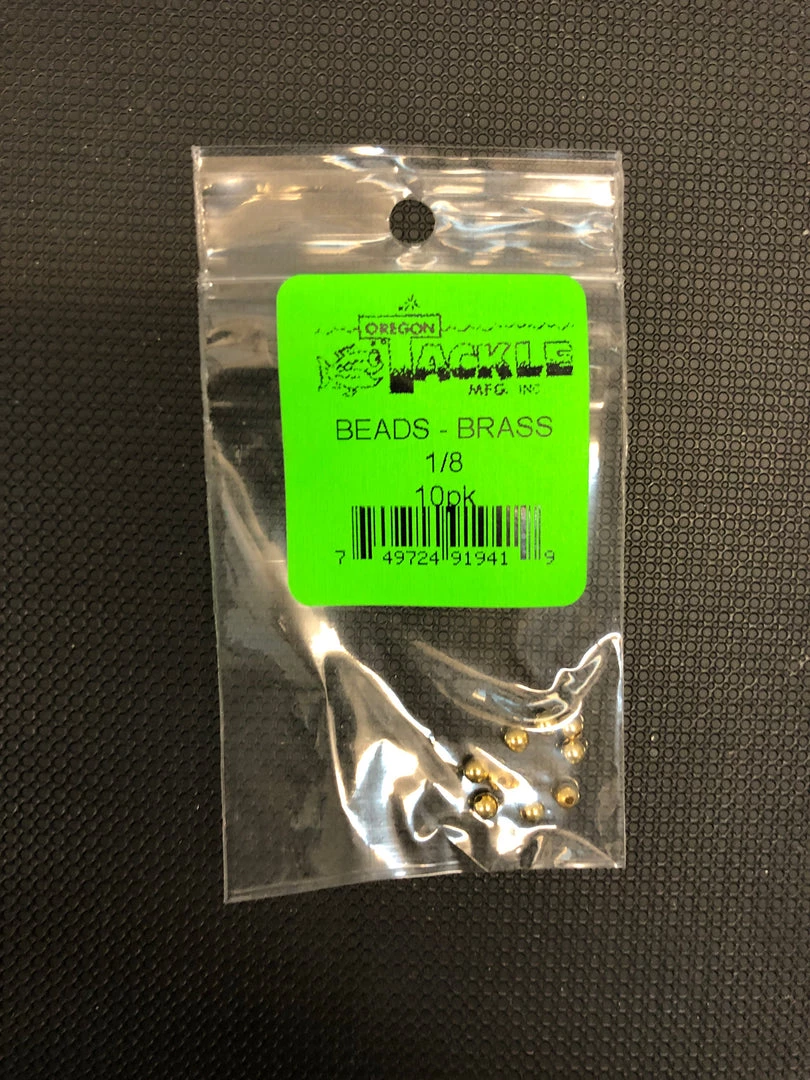 OREGON
TACKLE
MFG. INC
BEADS - BRASS
1/8
10pk
7 49724 91941 9